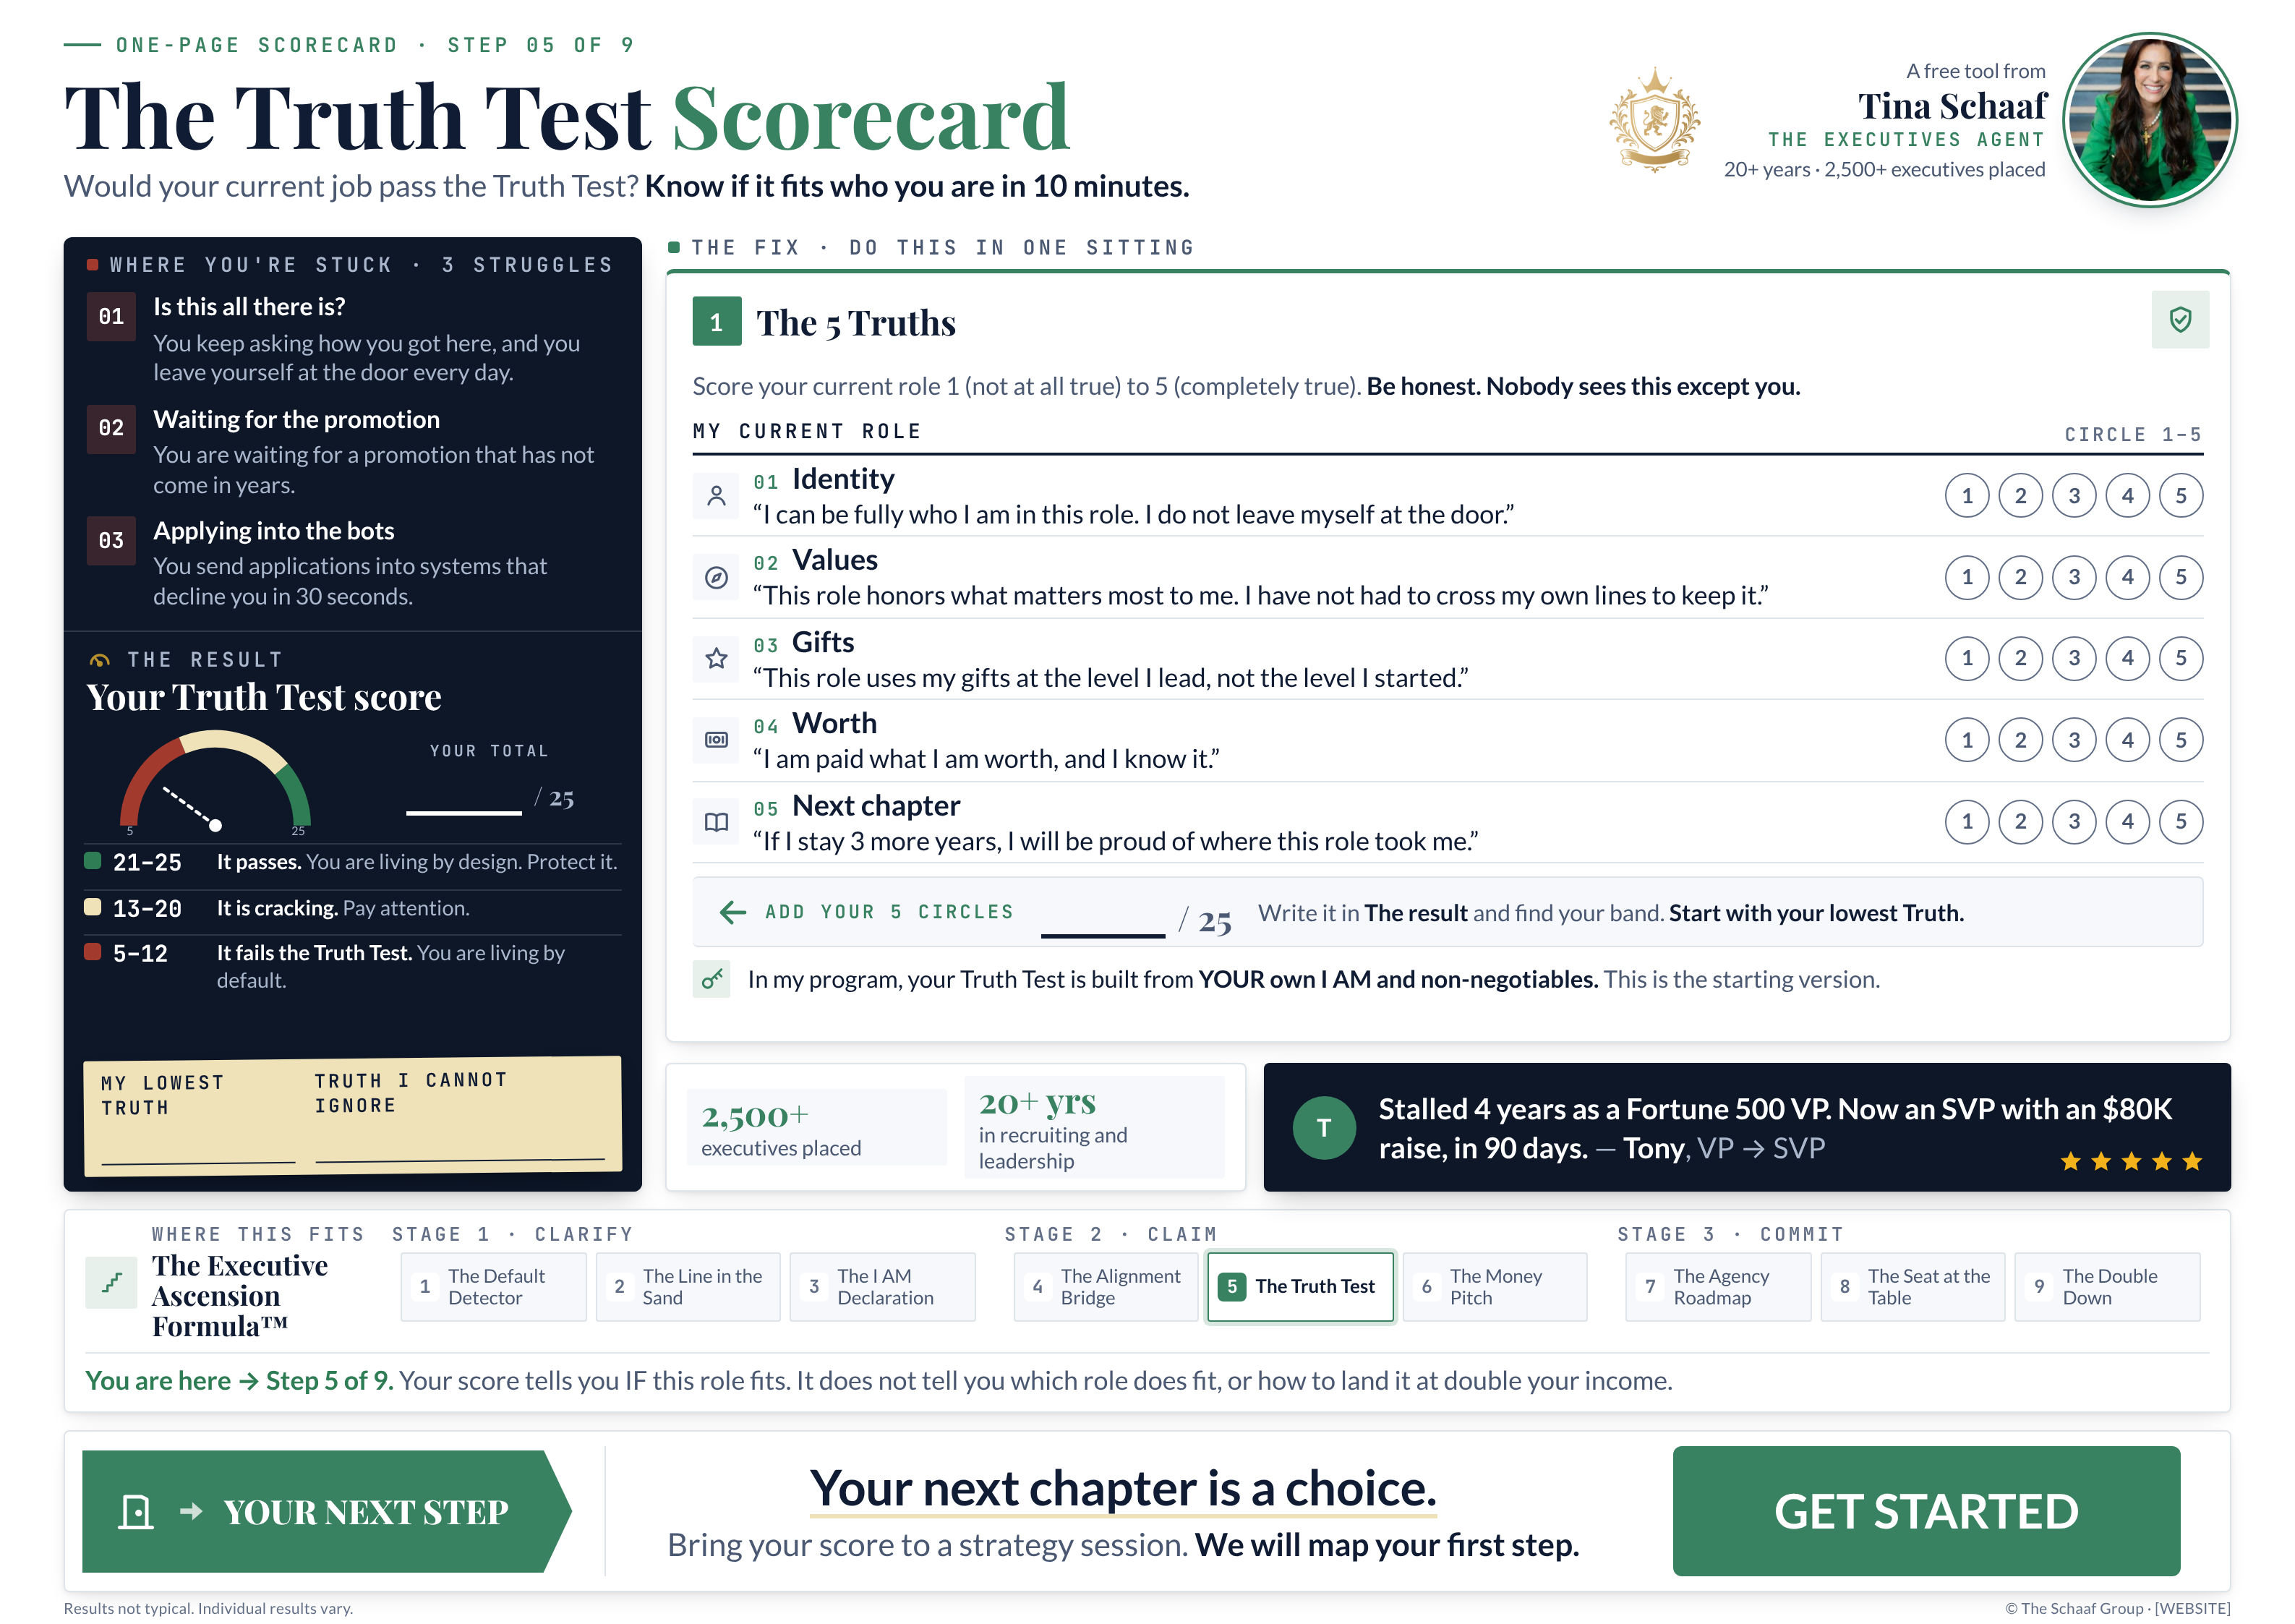 ONE-PAGE SCORECARD · STEP 05 OF 9
The Truth Test Scorecard
Would your current job pass the Truth Test? Know if it fits who you are in 10 minutes.
A free tool from
Tina Schaaf
THE EXECUTIVES AGENT
20+ years · 2,500+ executives placed
WHERE YOU'RE STUCK · 3 STRUGGLES
01 Is this all there is?
You keep asking how you got here, and you
leave yourself at the door every day.
02 Waiting for the promotion
You are waiting for a promotion that has not
come in years.
03 Applying into the bots
You send applications into systems that
decline you in 30 seconds.
THE RESULT
Your Truth Test score
5
25
YOUR TOTAL
/ 25
21–25 It passes. You are living by design. Protect it.
13–20 It is cracking. Pay attention.
5–12 It fails the Truth Test. You are living by
default.
MY LOWEST
TRUTH
TRUTH I CANNOT
IGNORE
THE FIX · DO THIS IN ONE SITTING
1 The 5 Truths
Score your current role 1 (not at all true) to 5 (completely true). Be honest. Nobody sees this except you.
MY CURRENT ROLE
CIRCLE 1–5
01 Identity
“I can be fully who I am in this role. I do not leave myself at the door.”
1 2 3 4 5
02 Values
“This role honors what matters most to me. I have not had to cross my own lines to keep it.”
1 2 3 4 5
03 Gifts
“This role uses my gifts at the level I lead, not the level I started.”
1 2 3 4 5
04 Worth
“I am paid what I am worth, and I know it.”
1 2 3 4 5
05 Next chapter
“If I stay 3 more years, I will be proud of where this role took me.”
1 2 3 4 5
← ADD YOUR 5 CIRCLES / 25 Write it in The result and find your band. Start with your lowest Truth.
In my program, your Truth Test is built from YOUR own I AM and non-negotiables. This is the starting version.
2,500+
executives placed
20+ yrs
in recruiting and
leadership
T
Stalled 4 years as a Fortune 500 VP. Now an SVP with an $80K
raise, in 90 days. — Tony, VP → SVP
WHERE THIS FITS
The Executive
Ascension
Formula™
STAGE 1 · CLARIFY
1 The Default
Detector
2 The Line in the
Sand
3 The I AM
Declaration
STAGE 2 · CLAIM
4 The Alignment
Bridge
5 The Truth Test
6 The Money
Pitch
STAGE 3 · COMMIT
7 The Agency
Roadmap
8 The Seat at the
Table
9 The Double
Down
You are here → Step 5 of 9. Your score tells you IF this role fits. It does not tell you which role does fit, or how to land it at double your income.
YOUR NEXT STEP
Your next chapter is a choice.
Bring your score to a strategy session. We will map your first step.
GET STARTED
Results not typical. Individual results vary.
© The Schaaf Group · [WEBSITE]